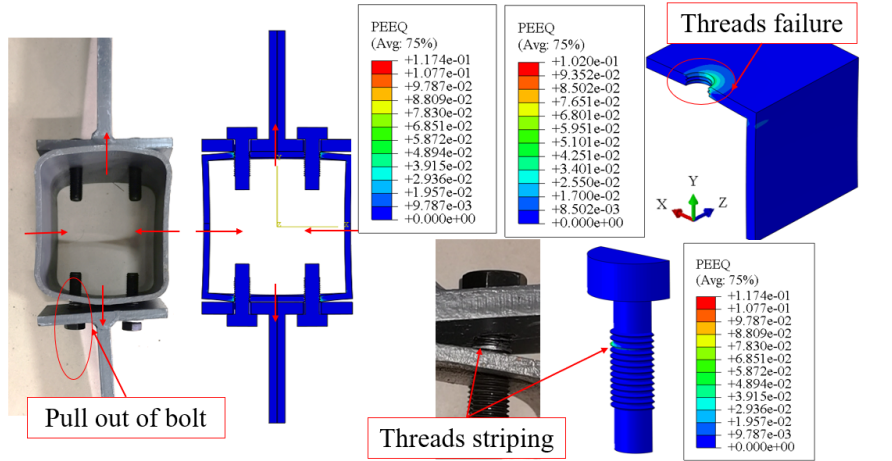 PEEQ
(Avg: 75%)
+1.174e-01
+1.077e-01
+9.787e-02
+8.809e-02
+7.830e-02
+6.851e-02
+5.872e-02
+4.894e-02
+3.915e-02
+2.936e-02
+1.957e-02
+9.787e-03
+0.000e+00
PEEQ
(Avg: 75%)
+1.020e-01
+9.352e-02
+8.502e-02
+7.651e-02
+6.801e-02
+5.951e-02
+5.101e-02
+4.251e-02
+3.401e-02
+2.550e-02
+1.700e-02
+8.502e-03
+0.000e+00
Threads failure
Y
X
Z
Pull out of bolt
Threads striping
PEEQ
(Avg: 75%)
+1.174e-01
+1.077e-01
+9.787e-02
+8.809e-02
+7.830e-02
+6.851e-02
+5.872e-02
+4.894e-02
+3.915e-02
+2.936e-02
+1.957e-02
+9.787e-03
+0.000e+00